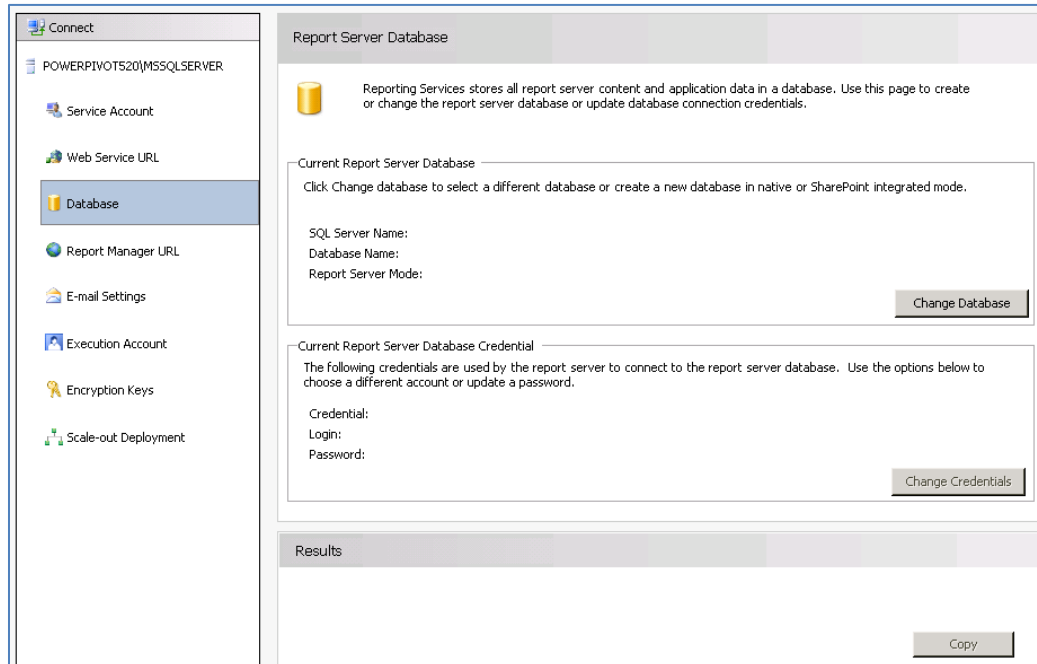 Connect
POWERPIVOT520\MSSQLSERVER
Service Account
Web Service URL
Database
Report Manager URL
E-mail Settings
Execution Account
Encryption Keys
Scale-out Deployment
Report Server Database
Reporting Services stores all report server content and application data in a database. Use this page to create
or change the report server database or update database connection credentials.
Current Report Server Database
Click Change database to select a different database or create a new database in native or SharePoint integrated mode.
SQL Server Name:
Database Name:
Report Server Mode:
Change Database
Current Report Server Database Credential
The following credentials are used by the report server to connect to the report server database. Use the options below to
choose a different account or update a password.
Credential:
Login:
Password:
Change Credentials
Results
Copy